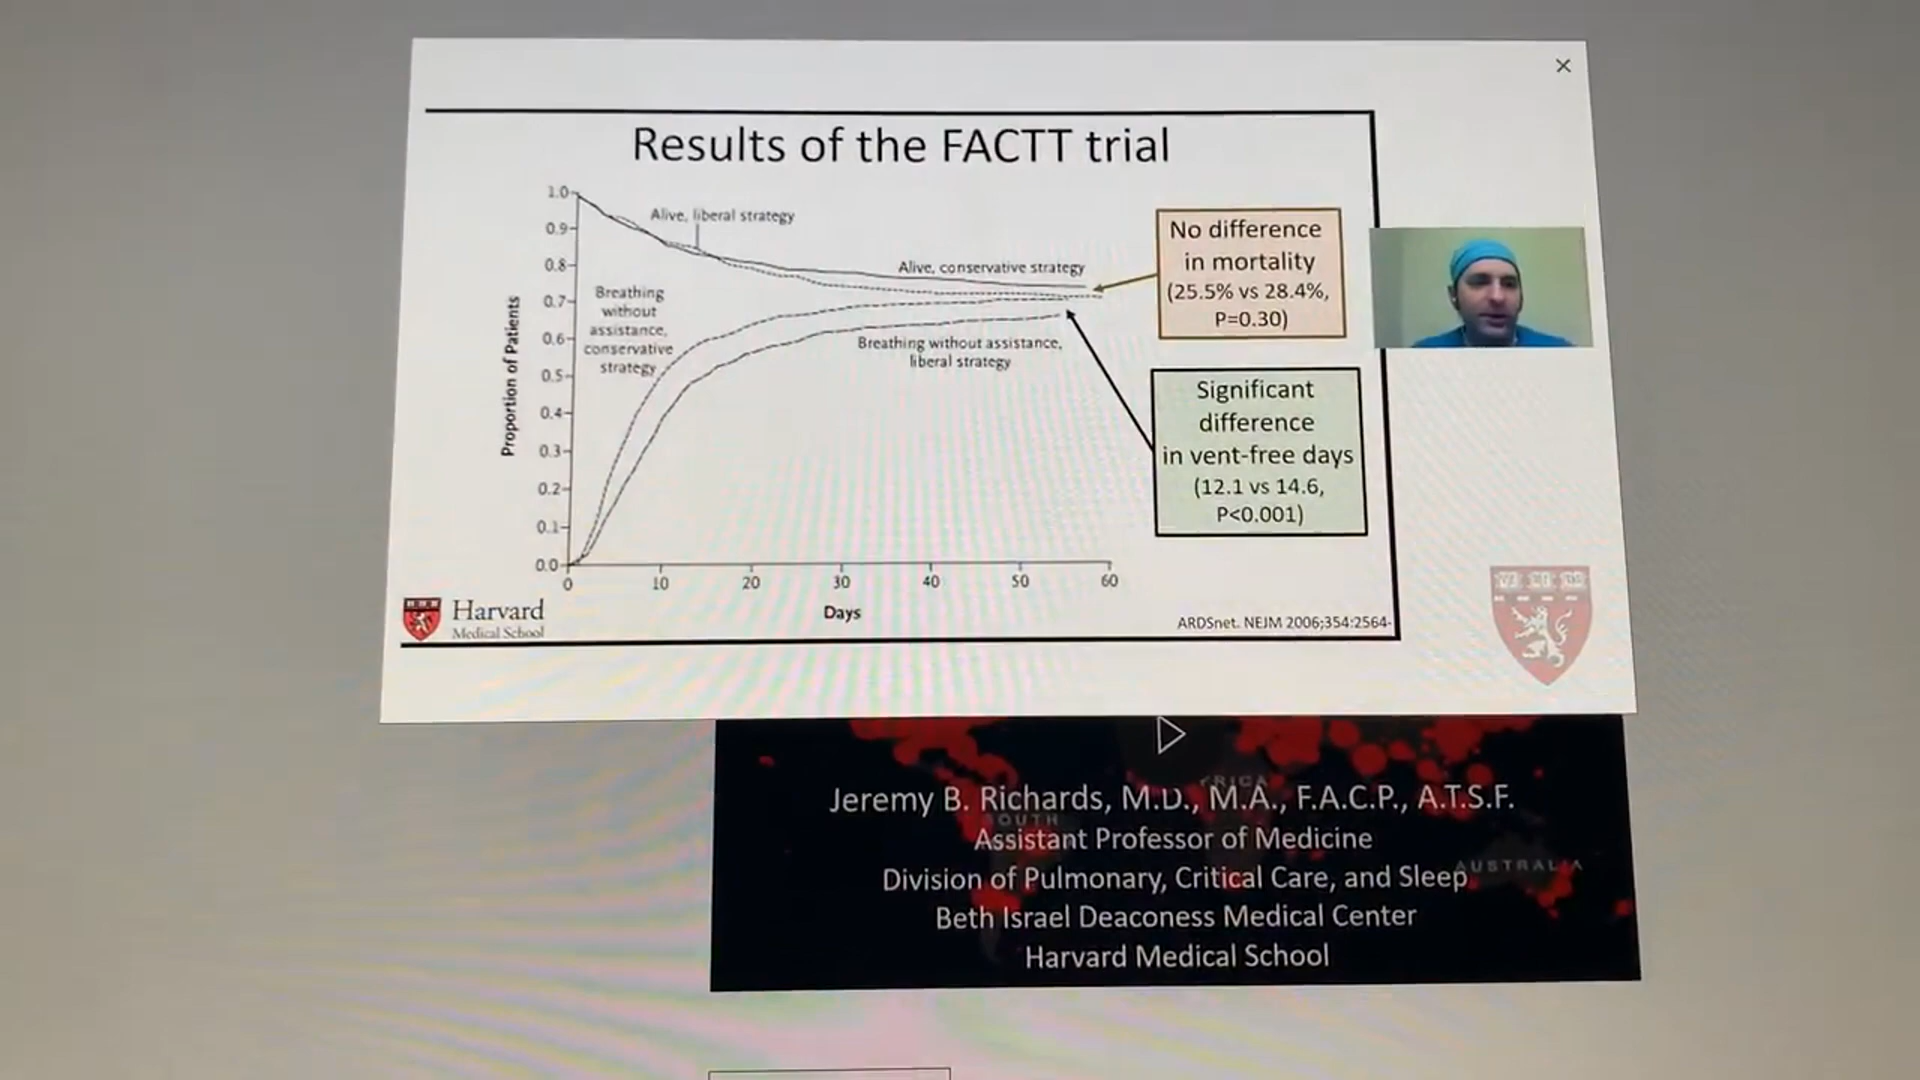 Results of the FACTT trial
1.0
0.9
0.8
0.7
0.6
0.5
0.4
0.3
0.2
0.1
0.0
0
10
20
30
40
50
60
Proportion of Patients
Days
Alive, liberal strategy
Alive, conservative strategy
Breathing
without
assistance,
conservative
strategy
Breathing without assistance,
liberal strategy
No difference
in mortality
(25.5% vs 28.4%,
P=0.30)
Significant
difference
in vent-free days
(12.1 vs 14.6,
P<0.001)
Harvard
Medical School
ARDSnet. NEJM 2006;354:2564-
Jeremy B. Richards, M.D., M.A., F.A.C.P., A.T.S.F.
SOUTH
Assistant Professor of Medicine
AUSTRALIA
Division of Pulmonary, Critical Care, and Sleep
Beth Israel Deaconess Medical Center
Harvard Medical School